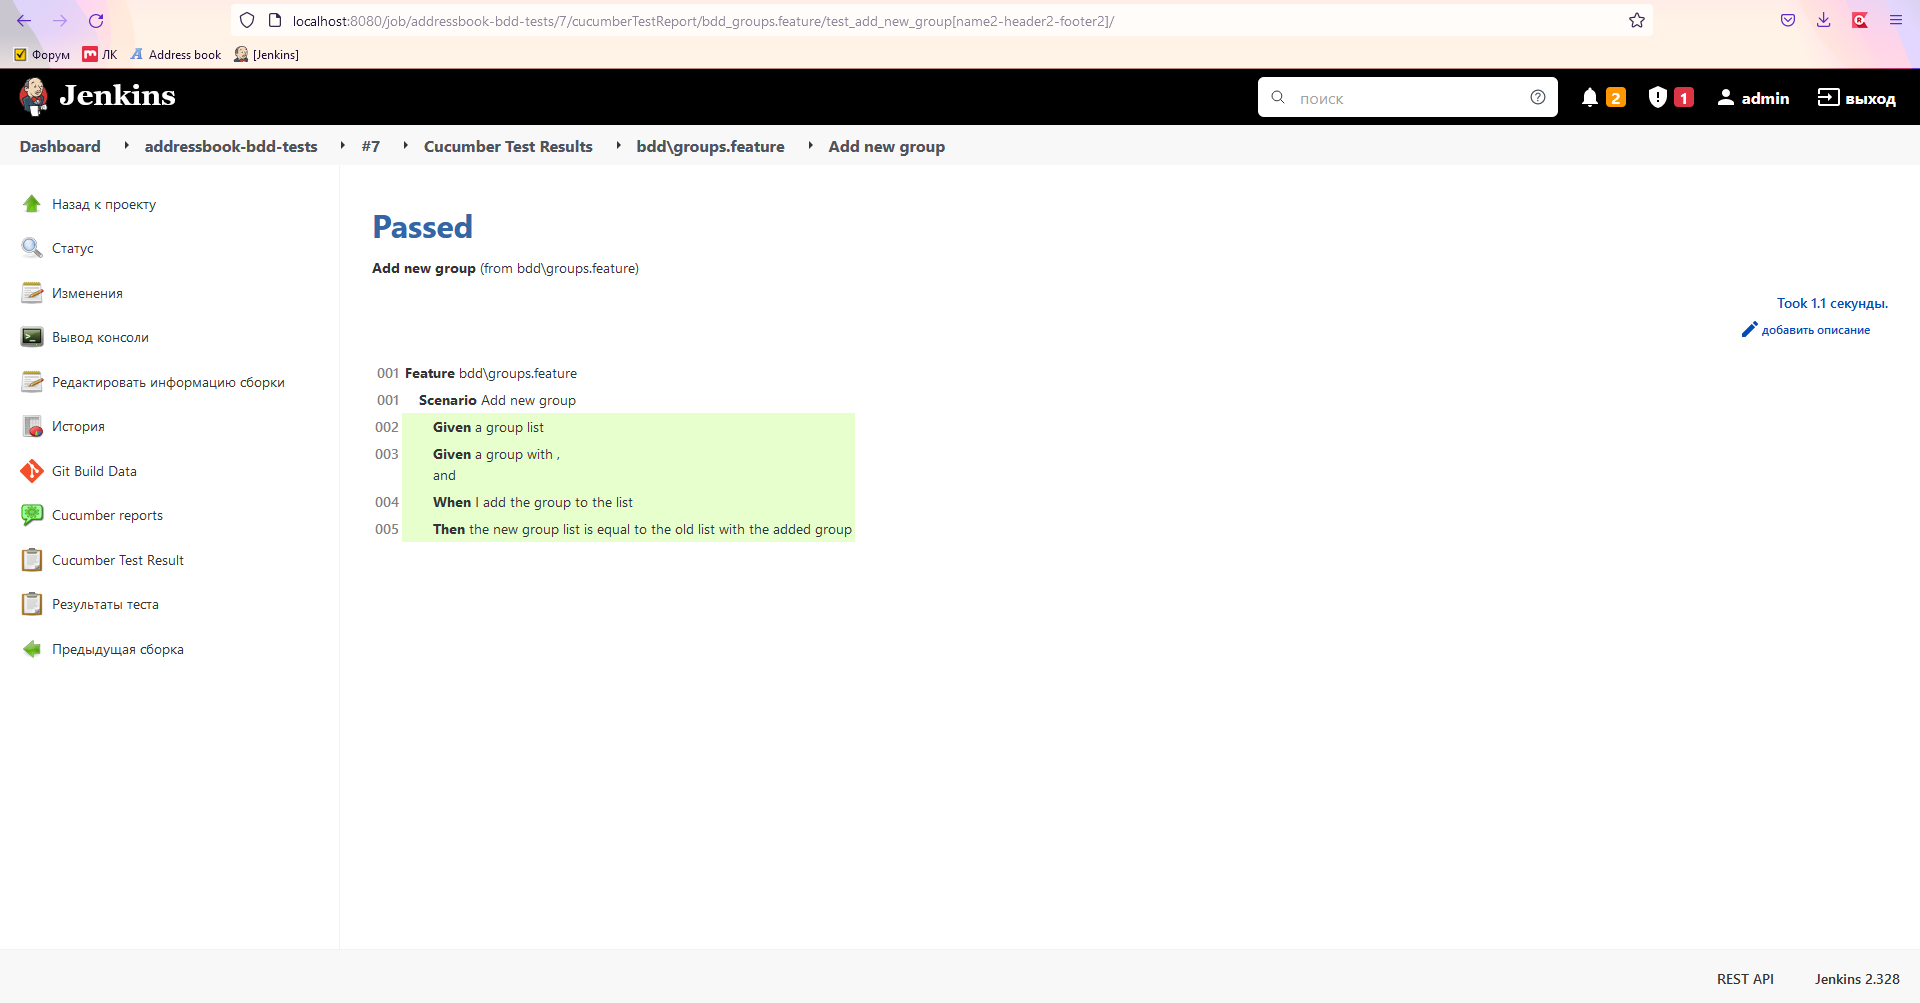 localhost:8080/job/addressbook-bdd-tests/7/cucumberTestReport/bdd_groups.feature/test_add_new_group[name2-header2-footer2]/
Форум ЛК Address book [Jenkins]
Jenkins поиск 2 1 admin выход
Dashboard addressbook-bdd-tests #7 Cucumber Test Results bdd\groups.feature Add new group
Назад к проекту
Статус
Изменения
Вывод консоли
Редактировать информацию сборки
История
Git Build Data
Cucumber reports
Cucumber Test Result
Результаты теста
Предыдущая сборка
Passed
Add new group (from bdd\groups.feature)
Took 1.1 секунды.
добавить описание
001 Feature bdd\groups.feature
001 Scenario Add new group
002 Given a group list
003 Given a group with ,
and
004 When I add the group to the list
005 Then the new group list is equal to the old list with the added group
REST API Jenkins 2.328